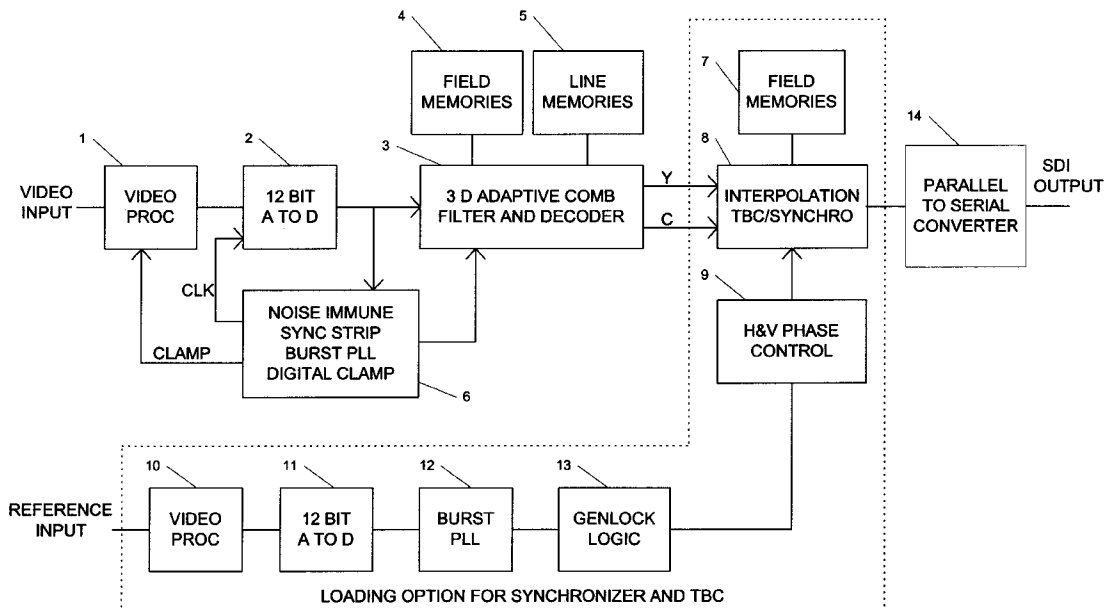 4
5
FIELD
MEMORIES
LINE
MEMORIES
7
FIELD
MEMORIES
1
2
3
8
14
VIDEO
INPUT
VIDEO
PROC
12 BIT
A TO D
3 D ADAPTIVE COMB
FILTER AND DECODER
Y
C
INTERPOLATION
TBC/SYNCHRO
PARALLEL
TO SERIAL
CONVERTER
SDI
OUTPUT
CLK
CLAMP
NOISE IMMUNE
SYNC STRIP
BURST PLL
DIGITAL CLAMP
6
9
H&V PHASE
CONTROL
10
11
12
13
REFERENCE
INPUT
VIDEO
PROC
12 BIT
A TO D
BURST
PLL
GENLOCK
LOGIC
LOADING OPTION FOR SYNCHRONIZER AND TBC